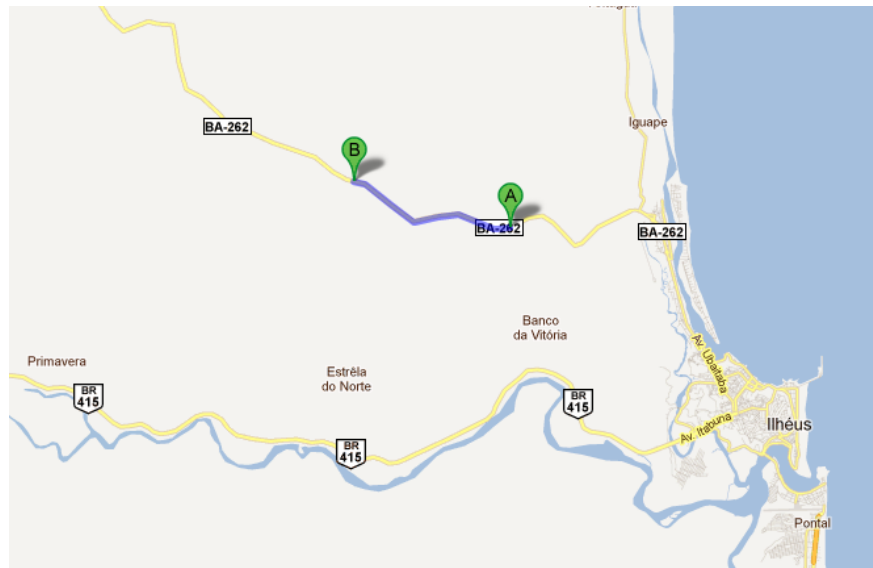 BA-262
B
Iguape
A
BA-262
BA-262
Banco
da Vitória
Primavera
Estrêla
do Norte
Av. Ubaitaba
BR
415
BR
415
BR
415
Av. Itabuna
Ilhéus
Pontal